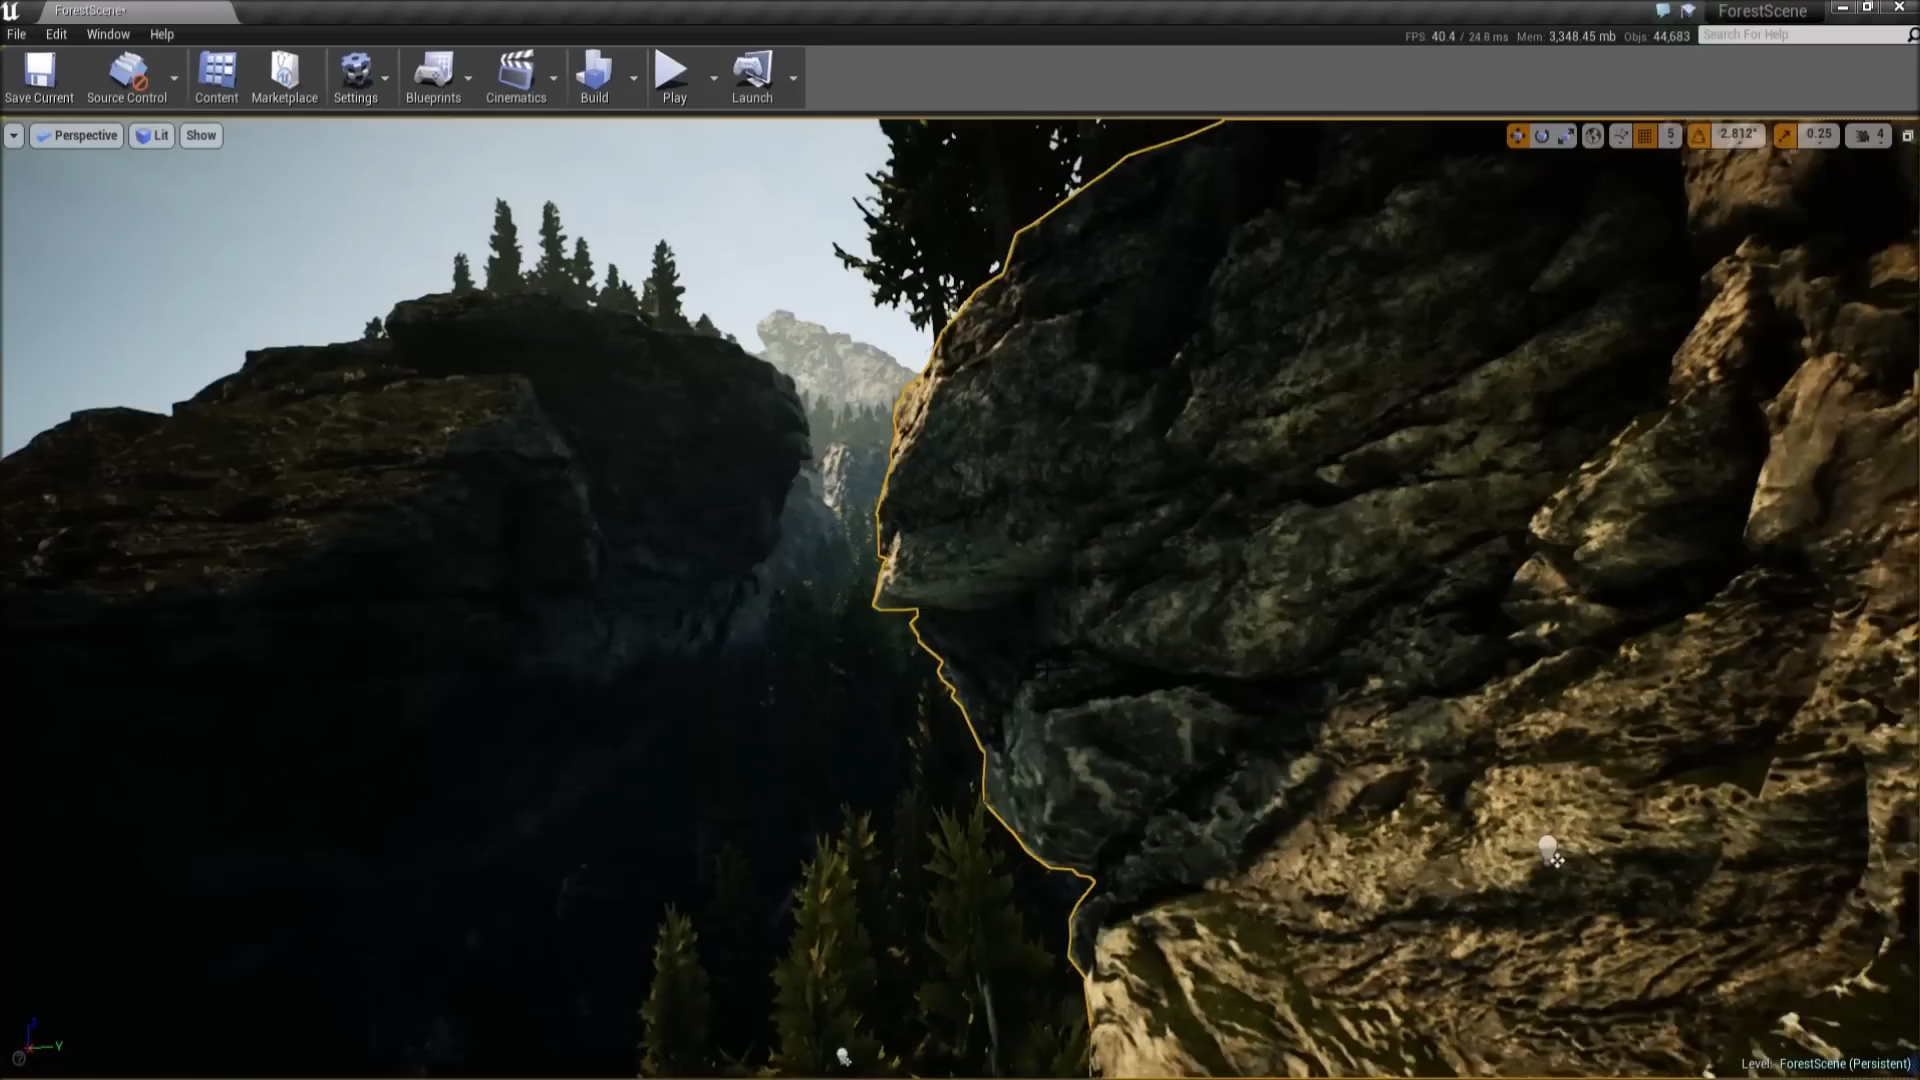 ForestScene*
ForestScene
File Edit Window Help
FPS: 40.4 / 24.8 ms Mem: 3,348.45 mb Objs: 44,683
Search For Help
Save Current
Source Control
Content
Marketplace
Settings
Blueprints
Cinematics
Build
Play
Launch
Perspective
Lit
Show
5
2.812°
0.25
4
Z
Y
Level: ForestScene (Persistent)